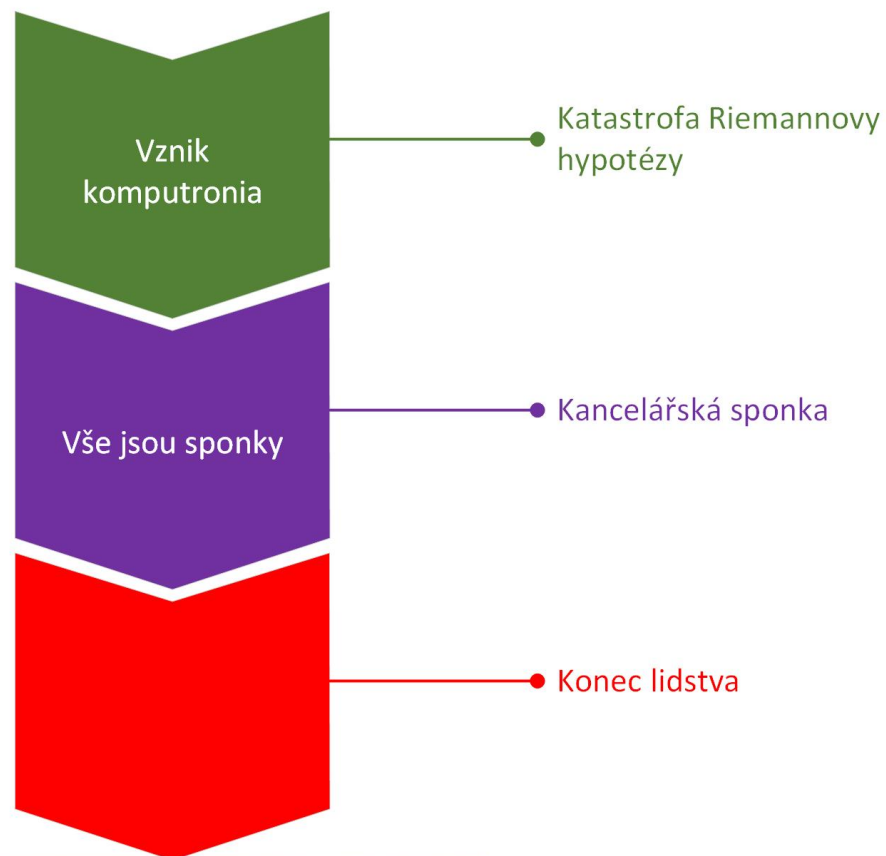 Vznik
komputronia
Katastrofa Riemannovy
hypotézy
Vše jsou sponky
Kancelářská sponka
Konec lidstva